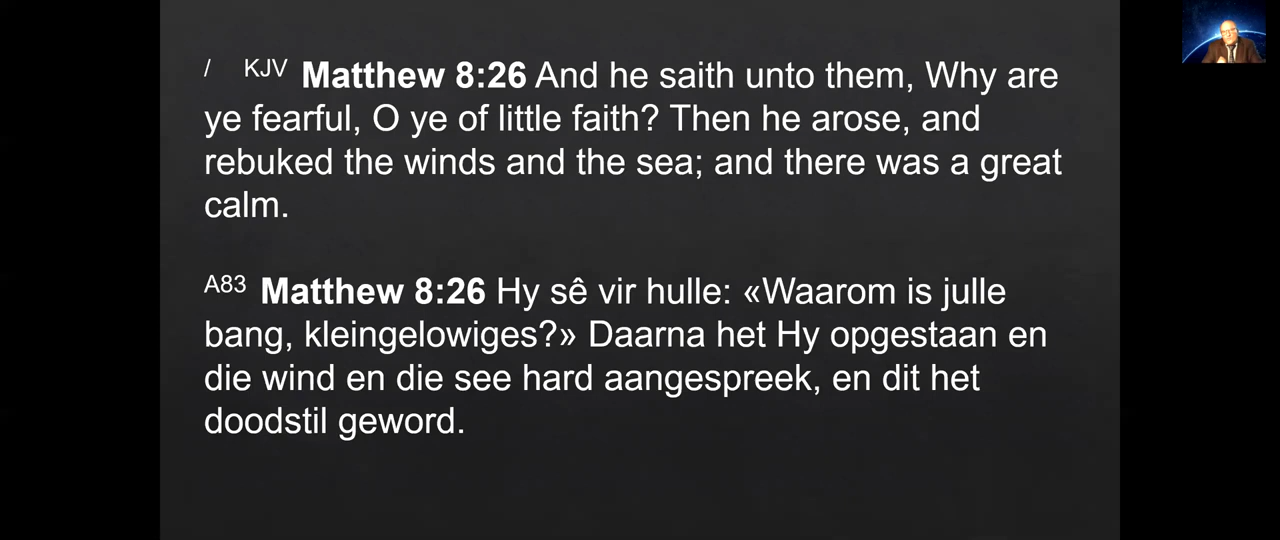 / KJV Matthew 8:26 And he saith unto them, Why are
ye fearful, O ye of little faith? Then he arose, and
rebuked the winds and the sea; and there was a great
calm.
A83 Matthew 8:26 Hy sê vir hulle: «Waarom is julle
bang, kleingelowiges?» Daarna het Hy opgestaan en
die wind en die see hard aangespreek, en dit het
doodstil geword.